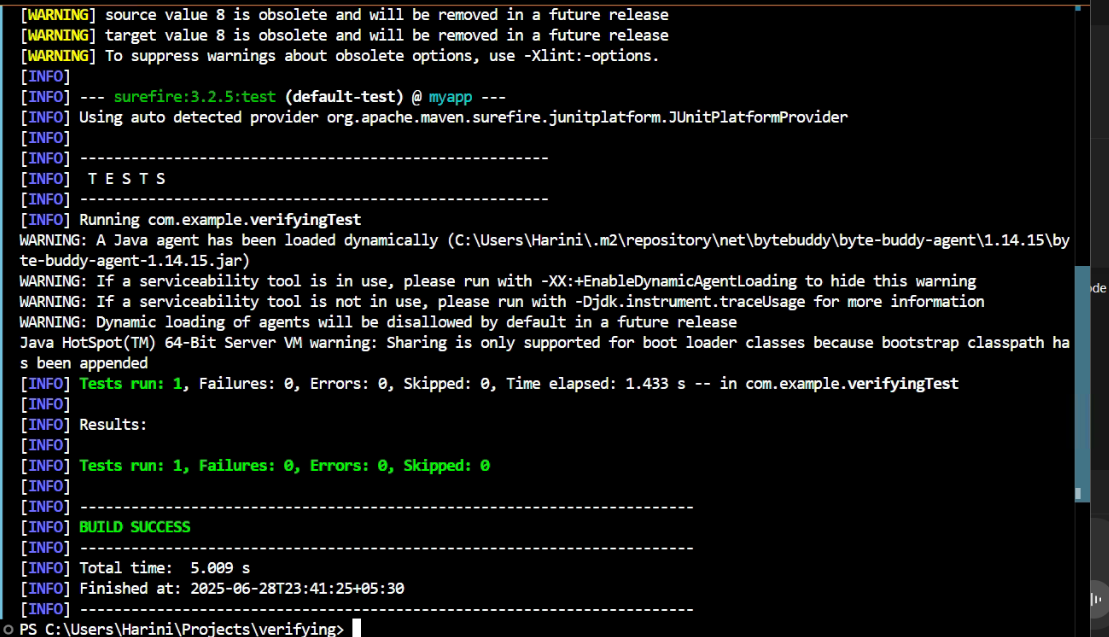 [WARNING] source value 8 is obsolete and will be removed in a future release
[WARNING] target value 8 is obsolete and will be removed in a future release
[WARNING] To suppress warnings about obsolete options, use -Xlint:-options.
[INFO]
[INFO] --- surefire:3.2.5:test (default-test) @ myapp ---
[INFO] Using auto detected provider org.apache.maven.surefire.junitplatform.JUnitPlatformProvider
[INFO]
[INFO] -------------------------------------------------------
[INFO]  T E S T S
[INFO] -------------------------------------------------------
[INFO] Running com.example.verifyingTest
WARNING: A Java agent has been loaded dynamically (C:\Users\Harini\.m2\repository\net\bytebuddy\byte-buddy-agent\1.14.15\by
te-buddy-agent-1.14.15.jar)
WARNING: If a serviceability tool is in use, please run with -XX:+EnableDynamicAgentLoading to hide this warning
WARNING: If a serviceability tool is not in use, please run with -Djdk.instrument.traceUsage for more information
WARNING: Dynamic loading of agents will be disallowed by default in a future release
Java HotSpot(TM) 64-Bit Server VM warning: Sharing is only supported for boot loader classes because bootstrap classpath ha
s been appended
[INFO] Tests run: 1, Failures: 0, Errors: 0, Skipped: 0, Time elapsed: 1.433 s -- in com.example.verifyingTest
[INFO]
[INFO] Results:
[INFO]
[INFO] Tests run: 1, Failures: 0, Errors: 0, Skipped: 0
[INFO]
[INFO] ------------------------------------------------------------------------
[INFO] BUILD SUCCESS
[INFO] ------------------------------------------------------------------------
[INFO] Total time:  5.009 s
[INFO] Finished at: 2025-06-28T23:41:25+05:30
[INFO] ------------------------------------------------------------------------
PS C:\Users\Harini\Projects\verifying>